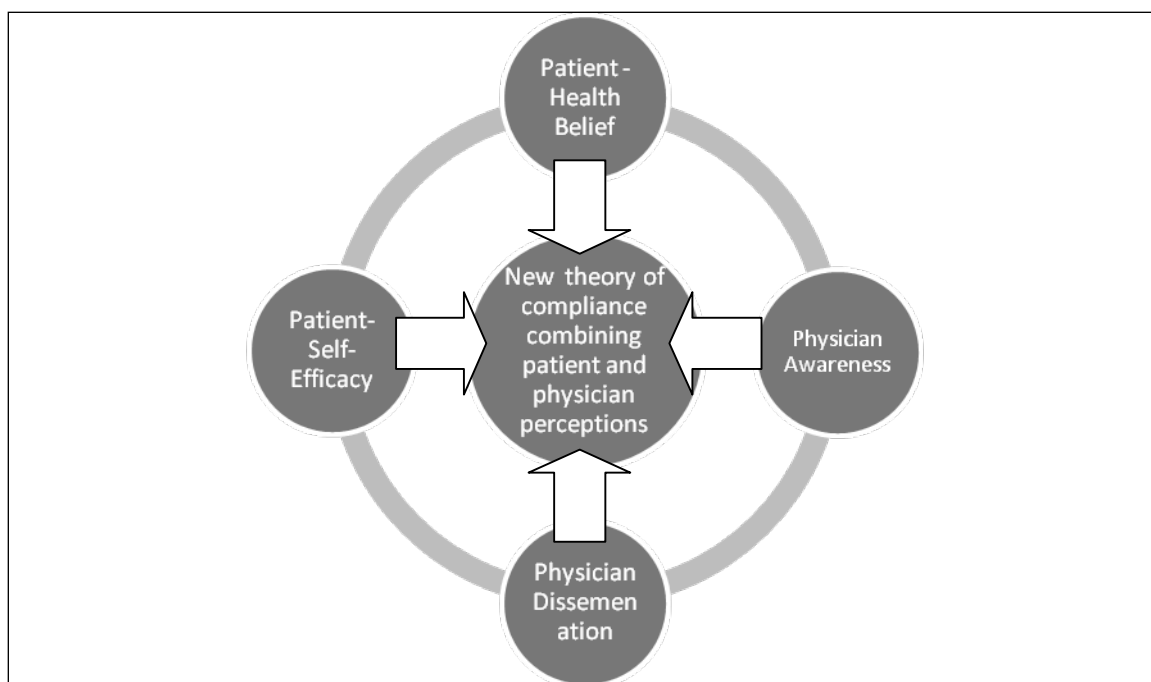 Patient -
Health
Belief
New theory of
compliance
combining
patient and
physician
perceptions
Patient-
Self-
Efficacy
Physician
Awareness
Physician
Dissemen
ation